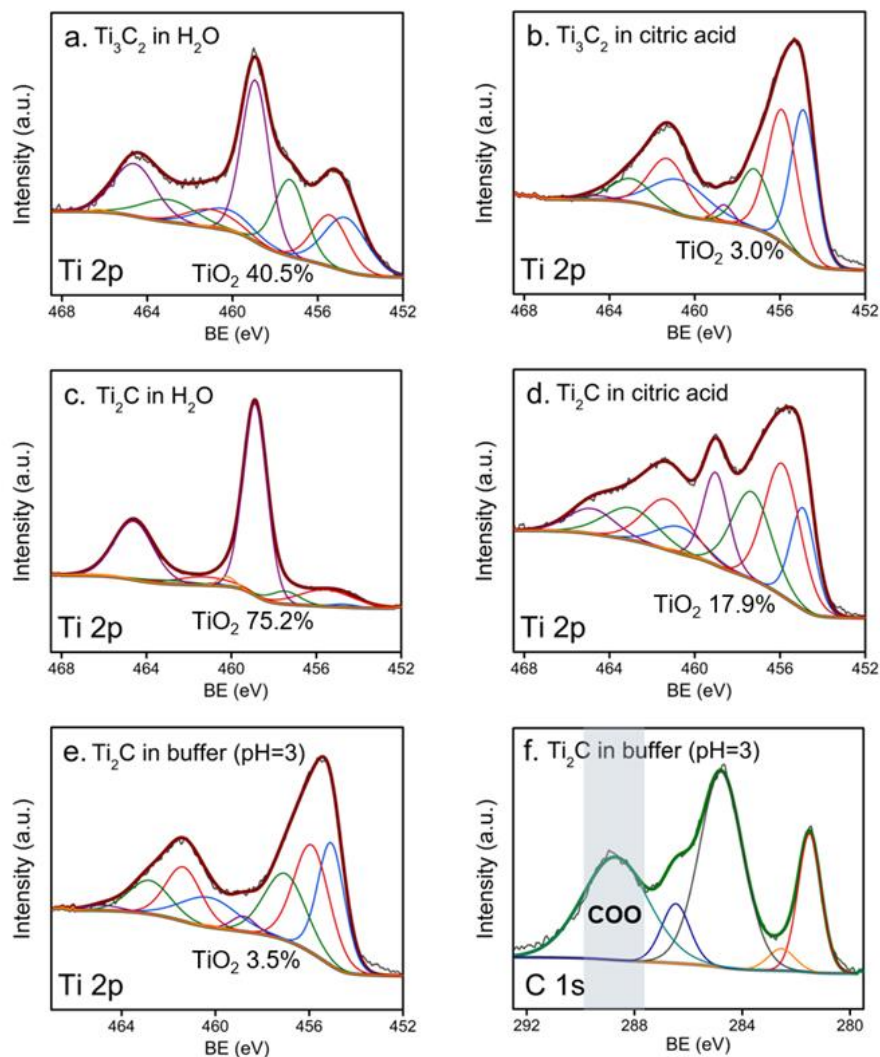 a. Ti₃C₂ in H₂O
Intensity (a.u.)
Ti 2p
TiO₂ 40.5%
468 464 460 456 452
BE (eV)
b. Ti₃C₂ in citric acid
Intensity (a.u.)
Ti 2p
TiO₂ 3.0%
468 464 460 456 452
BE (eV)
c. Ti₂C in H₂O
Intensity (a.u.)
Ti 2p
TiO₂ 75.2%
468 464 460 456 452
BE (eV)
d. Ti₂C in citric acid
Intensity (a.u.)
Ti 2p
TiO₂ 17.9%
468 464 460 456 452
BE (eV)
e. Ti₂C in buffer (pH=3)
Intensity (a.u.)
Ti 2p
TiO₂ 3.5%
464 460 456 452
BE (eV)
f. Ti₂C in buffer (pH=3)
Intensity (a.u.)
COO
C 1s
292 288 284 280
BE (eV)